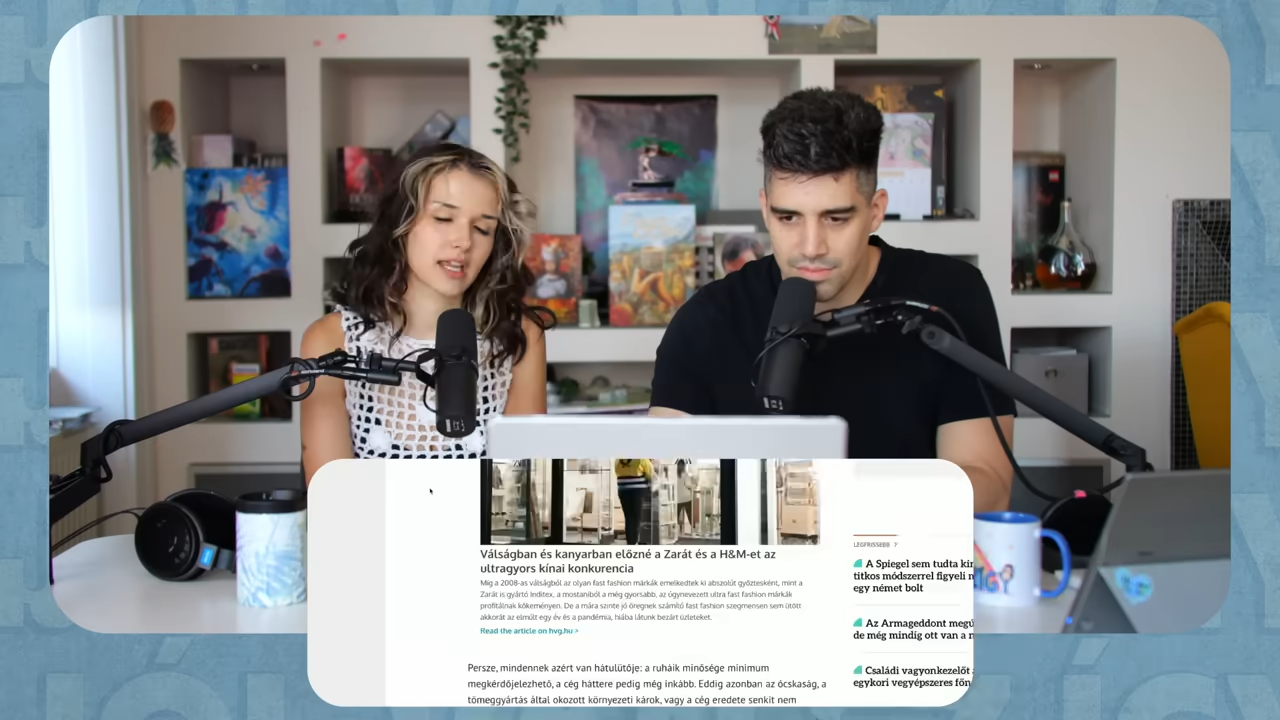 Válságban és kanyarban előzné a Zarát és a H&M-et az
ultragyors kínai konkurencia
Míg a 2008-as válságból az olyan fast fashion márkák emelkedtek ki abszolút győztesként, mint a
Zarát is gyártó Inditex, a mostaniból a még gyorsabb, az úgynevezett ultra fast fashion márkák
profitálnak kőkeményen. De a mára szinte jó öregnek számító fast fashion szegmensen sem ütött
akkorát az elmúlt egy év és a pandémia, hiába látunk bezárt üzleteket.
Read the article on hvg.hu >
Persze, mindennek azért van hátulütője: a ruháik minősége minimum
megkérdőjelezhető, a cég háttere pedig még inkább. Eddig azonban az ócskaság, a
tömeggyártás által okozott környezeti károk, vagy a cég eredete senkit nem
LEGFRISSEBB
A Spiegel sem tudta kin
titkos módszerrel figyeli m
egy német bolt
Az Armageddont megú
de még mindig ott van a n
Családi vagyonkezelőt
egykori vegyépszeres főn